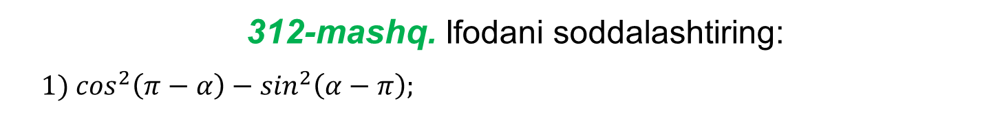 312-mashq. Ifodani soddalashtiring:
1) cos²(π − α) − sin²(α − π);